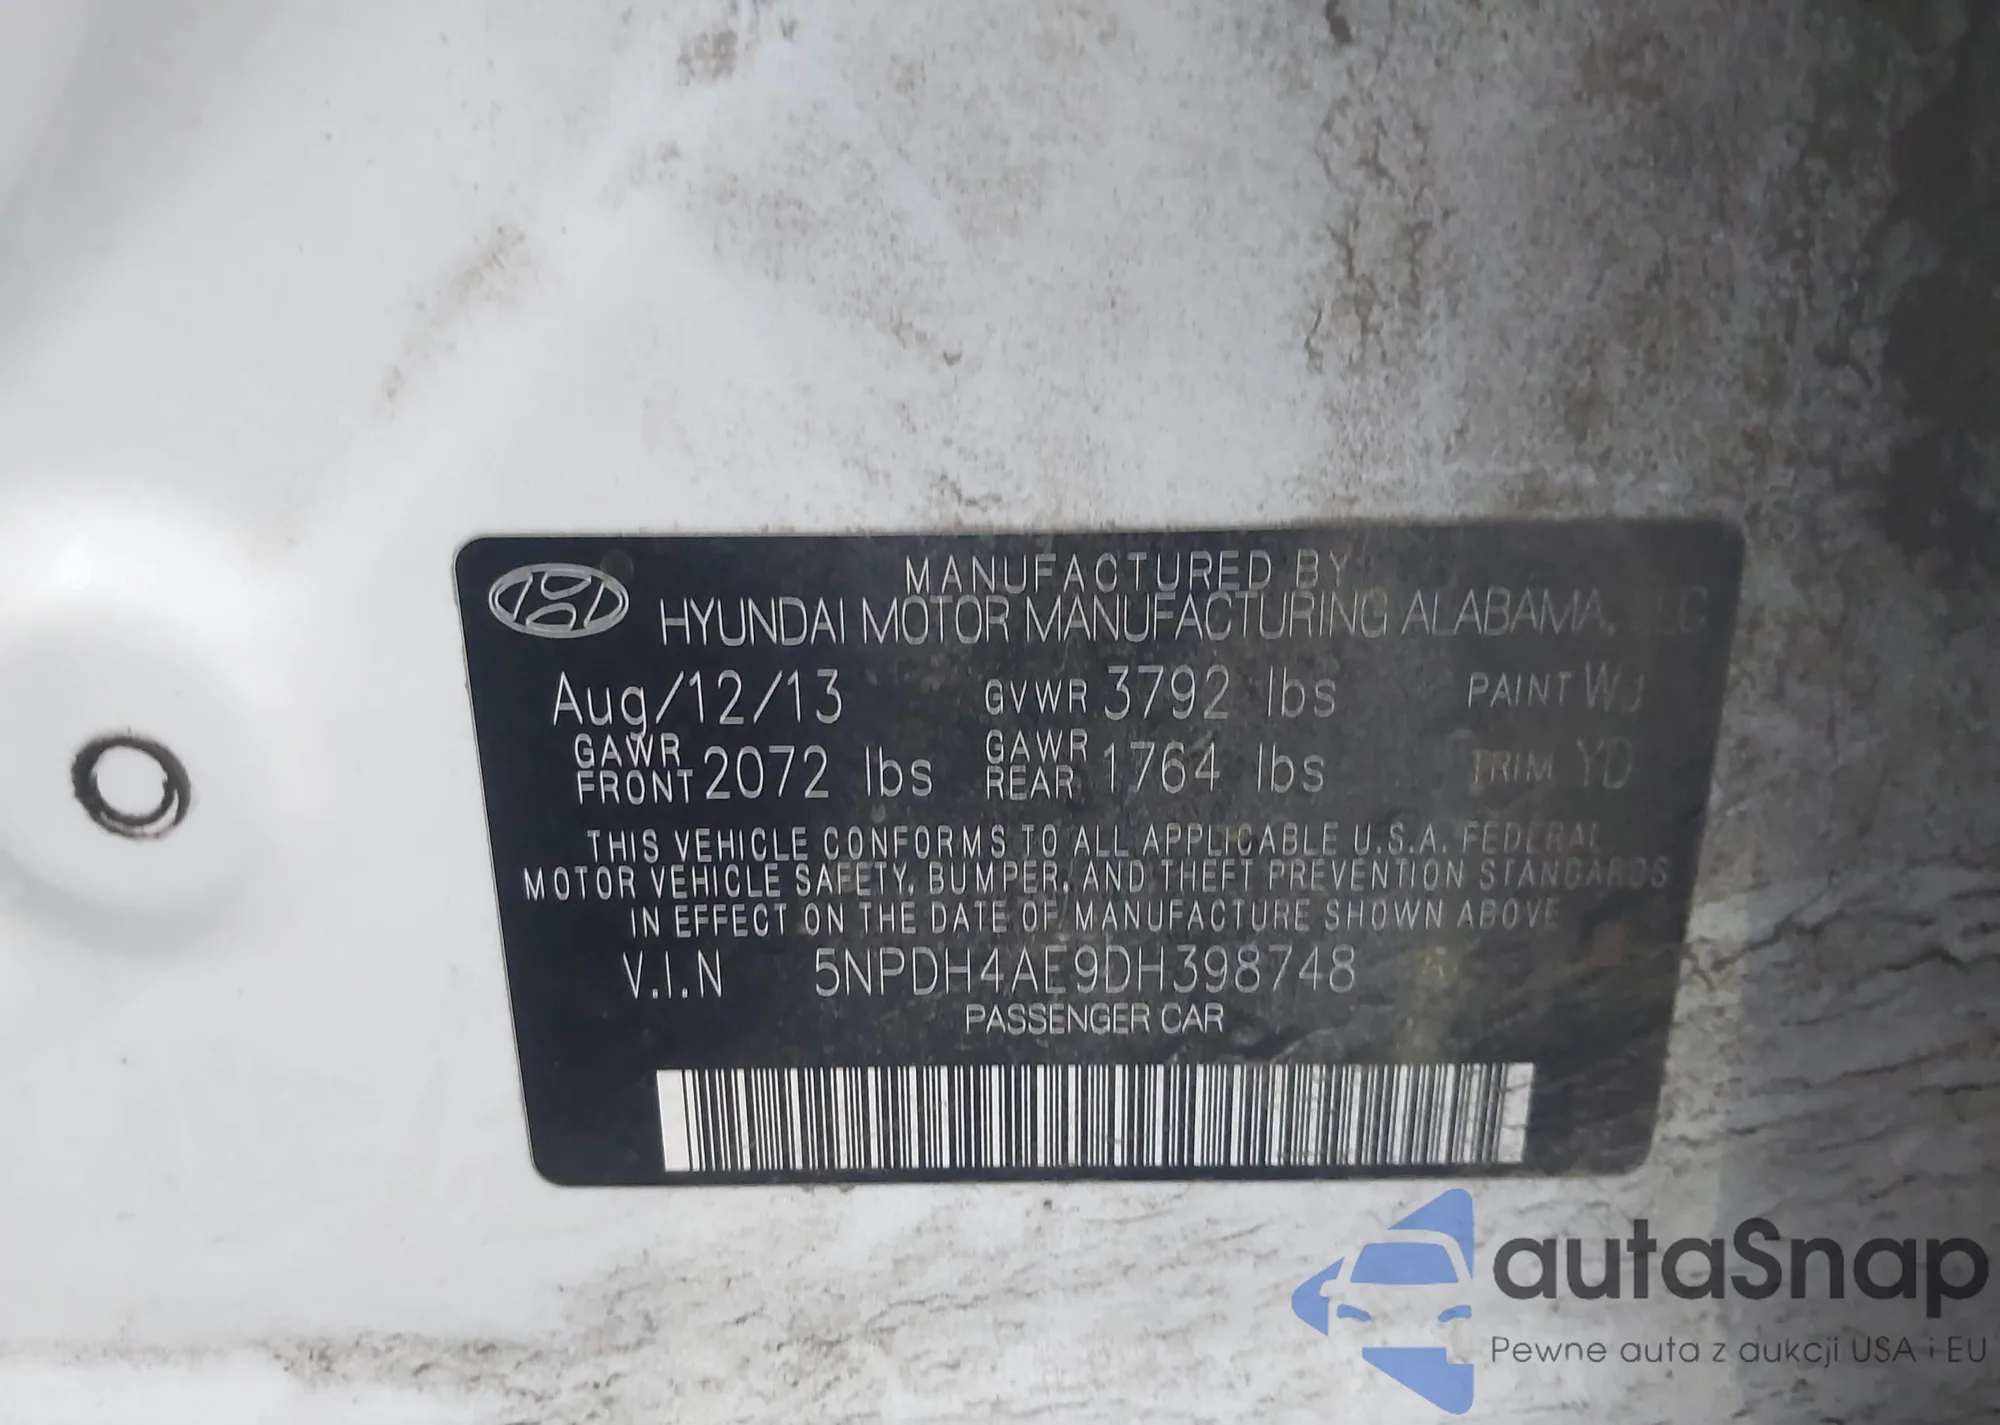 MANUFACTURED BY
HYUNDAI MOTOR MANUFACTURING ALABAMA, LLC
Aug/12/13 GVWR 3792 lbs PAINT WJ
GAWR FRONT 2072 lbs GAWR REAR 1764 lbs TRIM YD
THIS VEHICLE CONFORMS TO ALL APPLICABLE U.S.A. FEDERAL
MOTOR VEHICLE SAFETY, BUMPER, AND THEFT PREVENTION STANDARDS
IN EFFECT ON THE DATE OF MANUFACTURE SHOWN ABOVE
V.I.N 5NPDH4AE9DH398748
PASSENGER CAR
autaSnap
Pewne auta z aukcji USA i EU